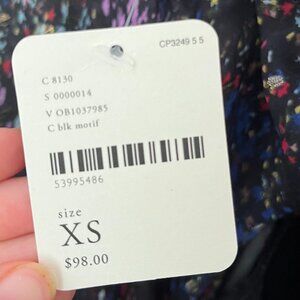 CP3249 5 5
C 8130
S 0000014
V OB1037985
C blk motif
53995486
size
XS
$98.00